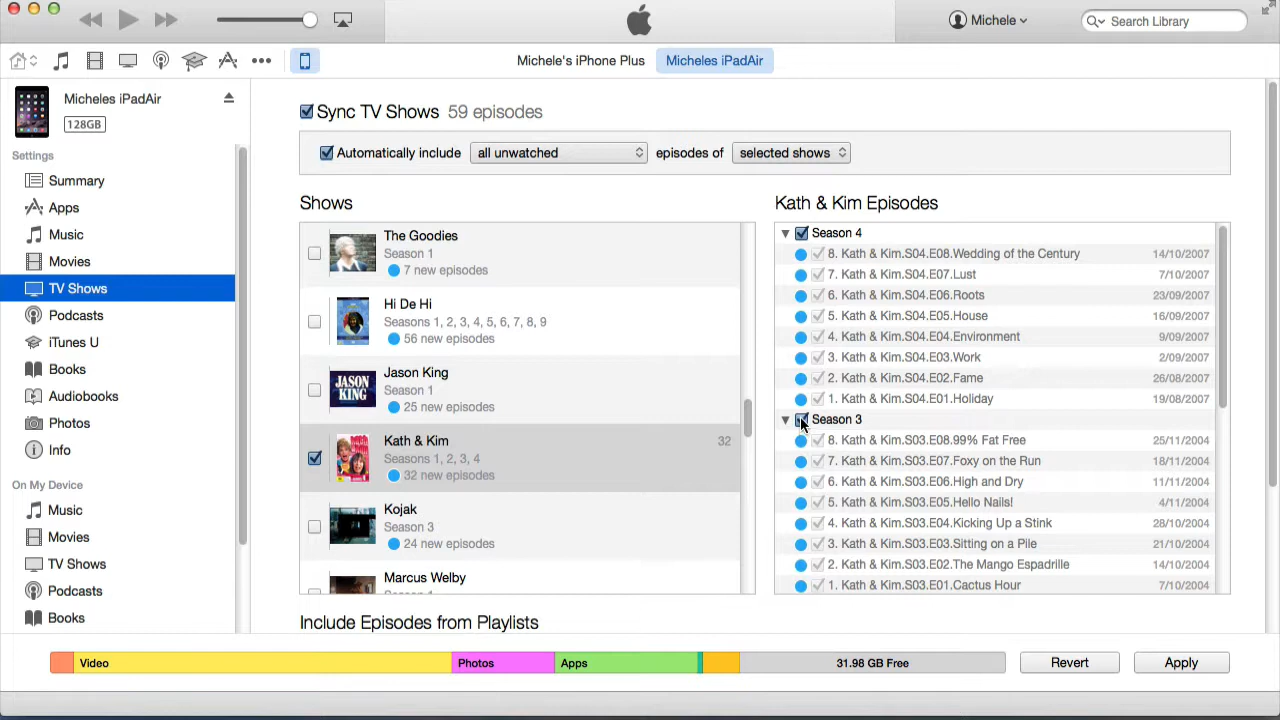 Michele
Search Library
Michele's iPhone Plus
Micheles iPadAir
Micheles iPadAir
128GB
Settings
Summary
Apps
Music
Movies
TV Shows
Podcasts
iTunes U
Books
Audiobooks
Photos
Info
On My Device
Music
Movies
TV Shows
Podcasts
Books
Sync TV Shows 59 episodes
Automatically include all unwatched episodes of selected shows
Shows
The Goodies
Season 1
7 new episodes
Hi De Hi
Seasons 1, 2, 3, 4, 5, 6, 7, 8, 9
56 new episodes
JASON KING
Jason King
Season 1
25 new episodes
Kath & Kim 32
Seasons 1, 2, 3, 4
32 new episodes
Kojak
Season 3
24 new episodes
Marcus Welby
Kath & Kim Episodes
Season 4
8. Kath & Kim.S04.E08.Wedding of the Century 14/10/2007
7. Kath & Kim.S04.E07.Lust 7/10/2007
6. Kath & Kim.S04.E06.Roots 23/09/2007
5. Kath & Kim.S04.E05.House 16/09/2007
4. Kath & Kim.S04.E04.Environment 9/09/2007
3. Kath & Kim.S04.E03.Work 2/09/2007
2. Kath & Kim.S04.E02.Fame 26/08/2007
1. Kath & Kim.S04.E01.Holiday 19/08/2007
Season 3
8. Kath & Kim.S03.E08.99% Fat Free 25/11/2004
7. Kath & Kim.S03.E07.Foxy on the Run 18/11/2004
6. Kath & Kim.S03.E06.High and Dry 11/11/2004
5. Kath & Kim.S03.E05.Hello Nails! 4/11/2004
4. Kath & Kim.S03.E04.Kicking Up a Stink 28/10/2004
3. Kath & Kim.S03.E03.Sitting on a Pile 21/10/2004
2. Kath & Kim.S03.E02.The Mango Espadrille 14/10/2004
1. Kath & Kim.S03.E01.Cactus Hour 7/10/2004
Include Episodes from Playlists
Video
Photos
Apps
31.98 GB Free
Revert
Apply